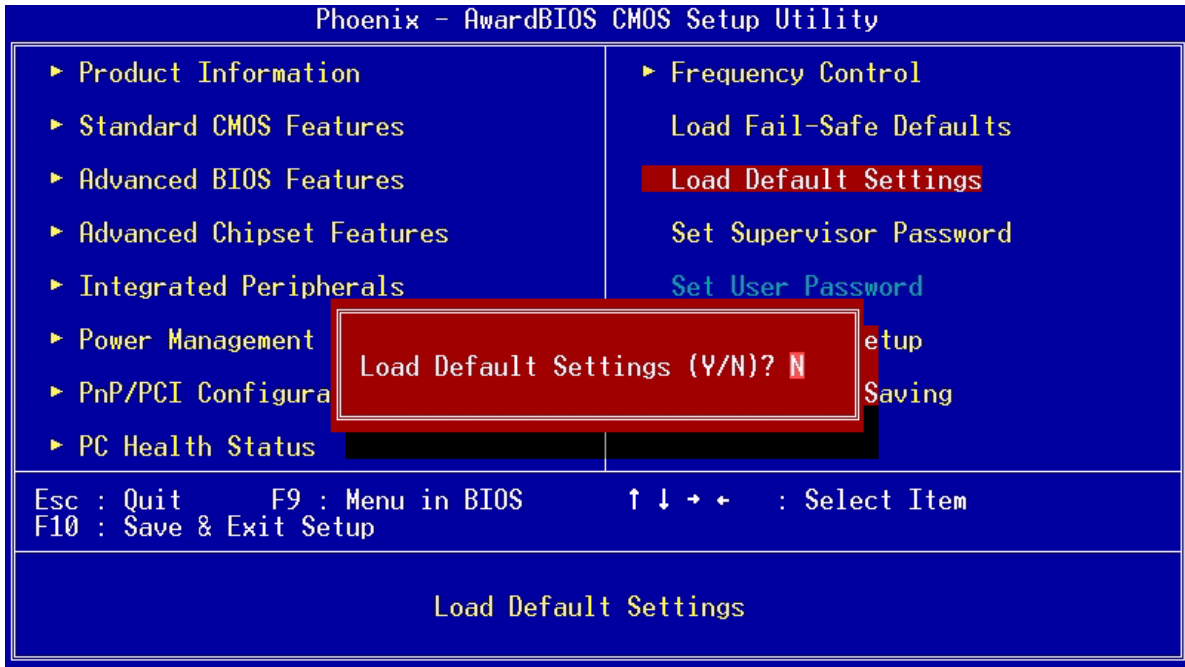 Phoenix - AwardBIOS CMOS Setup Utility
► Product Information
► Standard CMOS Features
► Advanced BIOS Features
► Advanced Chipset Features
► Integrated Peripherals
► Power Management
► PnP/PCI Configura
► PC Health Status
► Frequency Control
Load Fail-Safe Defaults
Load Default Settings
Set Supervisor Password
Set User Password
etup
Saving
Load Default Settings (Y/N)? N
Esc : Quit F9 : Menu in BIOS ↑ ↓ → ← : Select Item
F10 : Save & Exit Setup
Load Default Settings